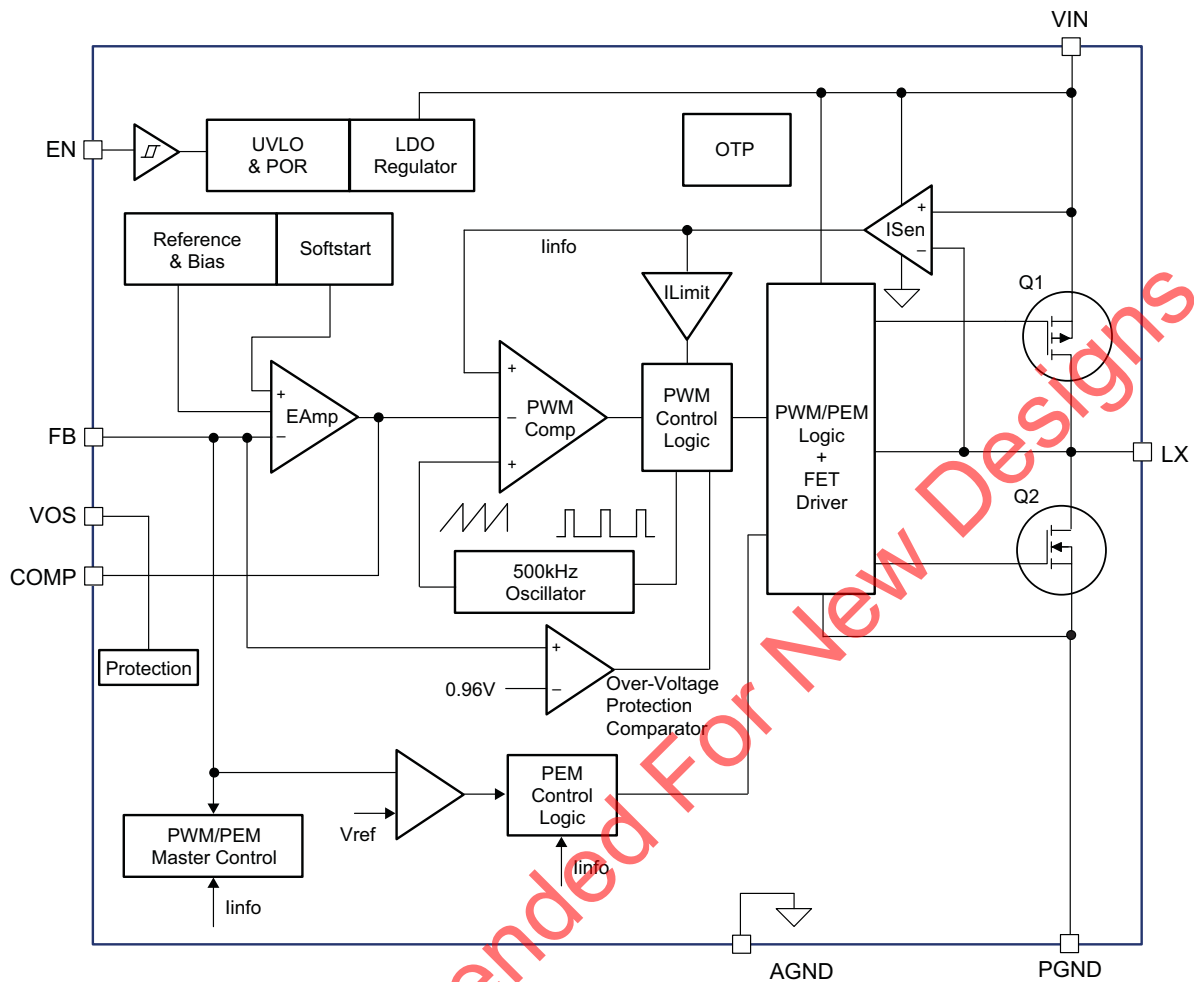 VIN
EN
UVLO
& POR
LDO
Regulator
OTP
Reference
& Bias
Softstart
Iinfo
+
ISen
−
ILimit
Q1
+
EAmp
−
+
−
PWM
Comp
+
PWM
Control
Logic
PWM/PEM
Logic
+
FET
Driver
FB
LX
VOS
Q2
COMP
500kHz
Oscillator
Protection
+
0.96V
−
Over-Voltage
Protection
Comparator
PEM
Control
Logic
Vref
PWM/PEM
Master Control
Iinfo
Iinfo
AGND
PGND
ended For New Designs